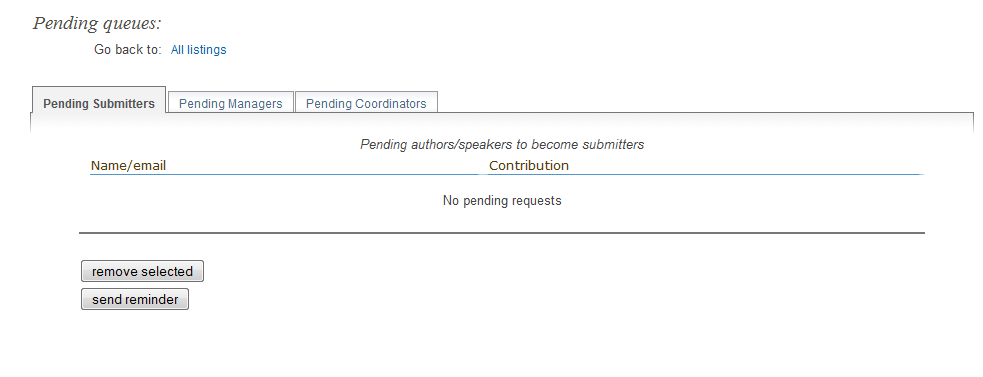 Pending queues:
Go back to: All listings
Pending Submitters Pending Managers Pending Coordinators
Pending authors/speakers to become submitters
Name/email Contribution
No pending requests
remove selected
send reminder